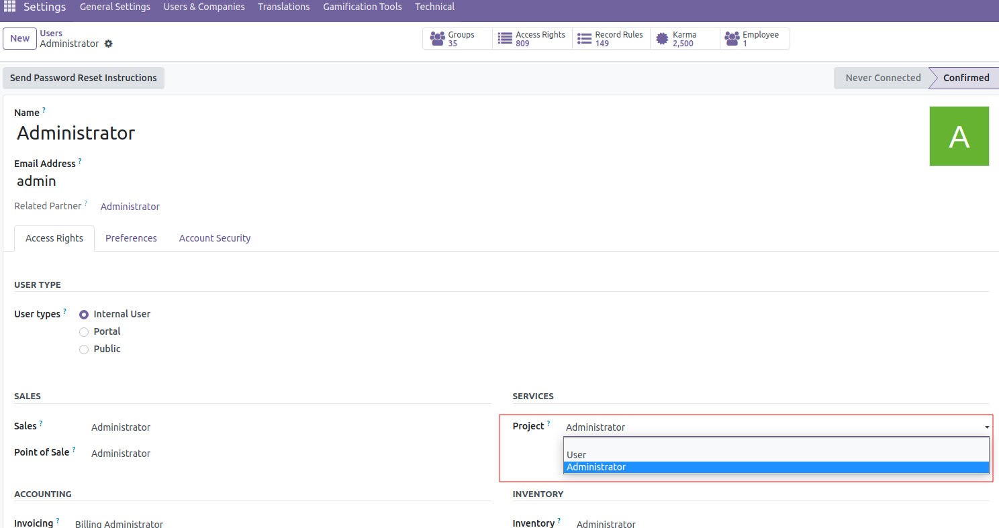 Settings General Settings Users & Companies Translations Gamification Tools Technical
New
Users
Administrator
Groups
35
Access Rights
809
Record Rules
149
Karma
2,500
Employee
1
Send Password Reset Instructions
Never Connected
Confirmed
Name ?
Administrator
A
Email Address ?
admin
Related Partner ? Administrator
Access Rights Preferences Account Security
USER TYPE
User types ? Internal User
Portal
Public
SALES
Sales ? Administrator
Point of Sale ? Administrator
SERVICES
Project ? Administrator
User
Administrator
ACCOUNTING
Invoicing ? Billing Administrator
INVENTORY
Inventory ? Administrator